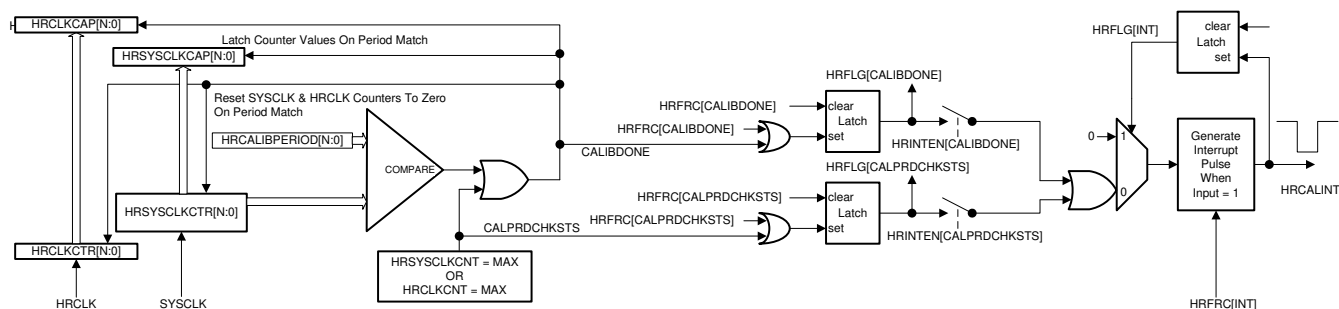 HRCLKCAP[N:0]
Latch Counter Values On Period Match
HRSYSCLKCAP[N:0]
Reset SYSCLK & HRCLK Counters To Zero
On Period Match
HRCALIBPERIOD[N:0]
COMPARE
HRSYSCLKCTR[N:0]
HRCLKCTR[N:0]
HRCLK
SYSCLK
HRSYSCLKCNT = MAX
OR
HRCLKCNT = MAX
CALIBDONE
CALPRDCHKSTS
HRFRC[CALIBDONE]
HRFRC[CALIBDONE]
clear
Latch
set
HRFLG[CALIBDONE]
HRINTEN[CALIBDONE]
HRFLG[CALPRDCHKSTS]
HRFRC[CALPRDCHKSTS]
HRFRC[CALPRDCHKSTS]
clear
Latch
set
HRINTEN[CALPRDCHKSTS]
HRFLG[INT]
clear
Latch
set
0
1
0
Generate
Interrupt
Pulse
When
Input = 1
HRCALINT
HRFRC[INT]